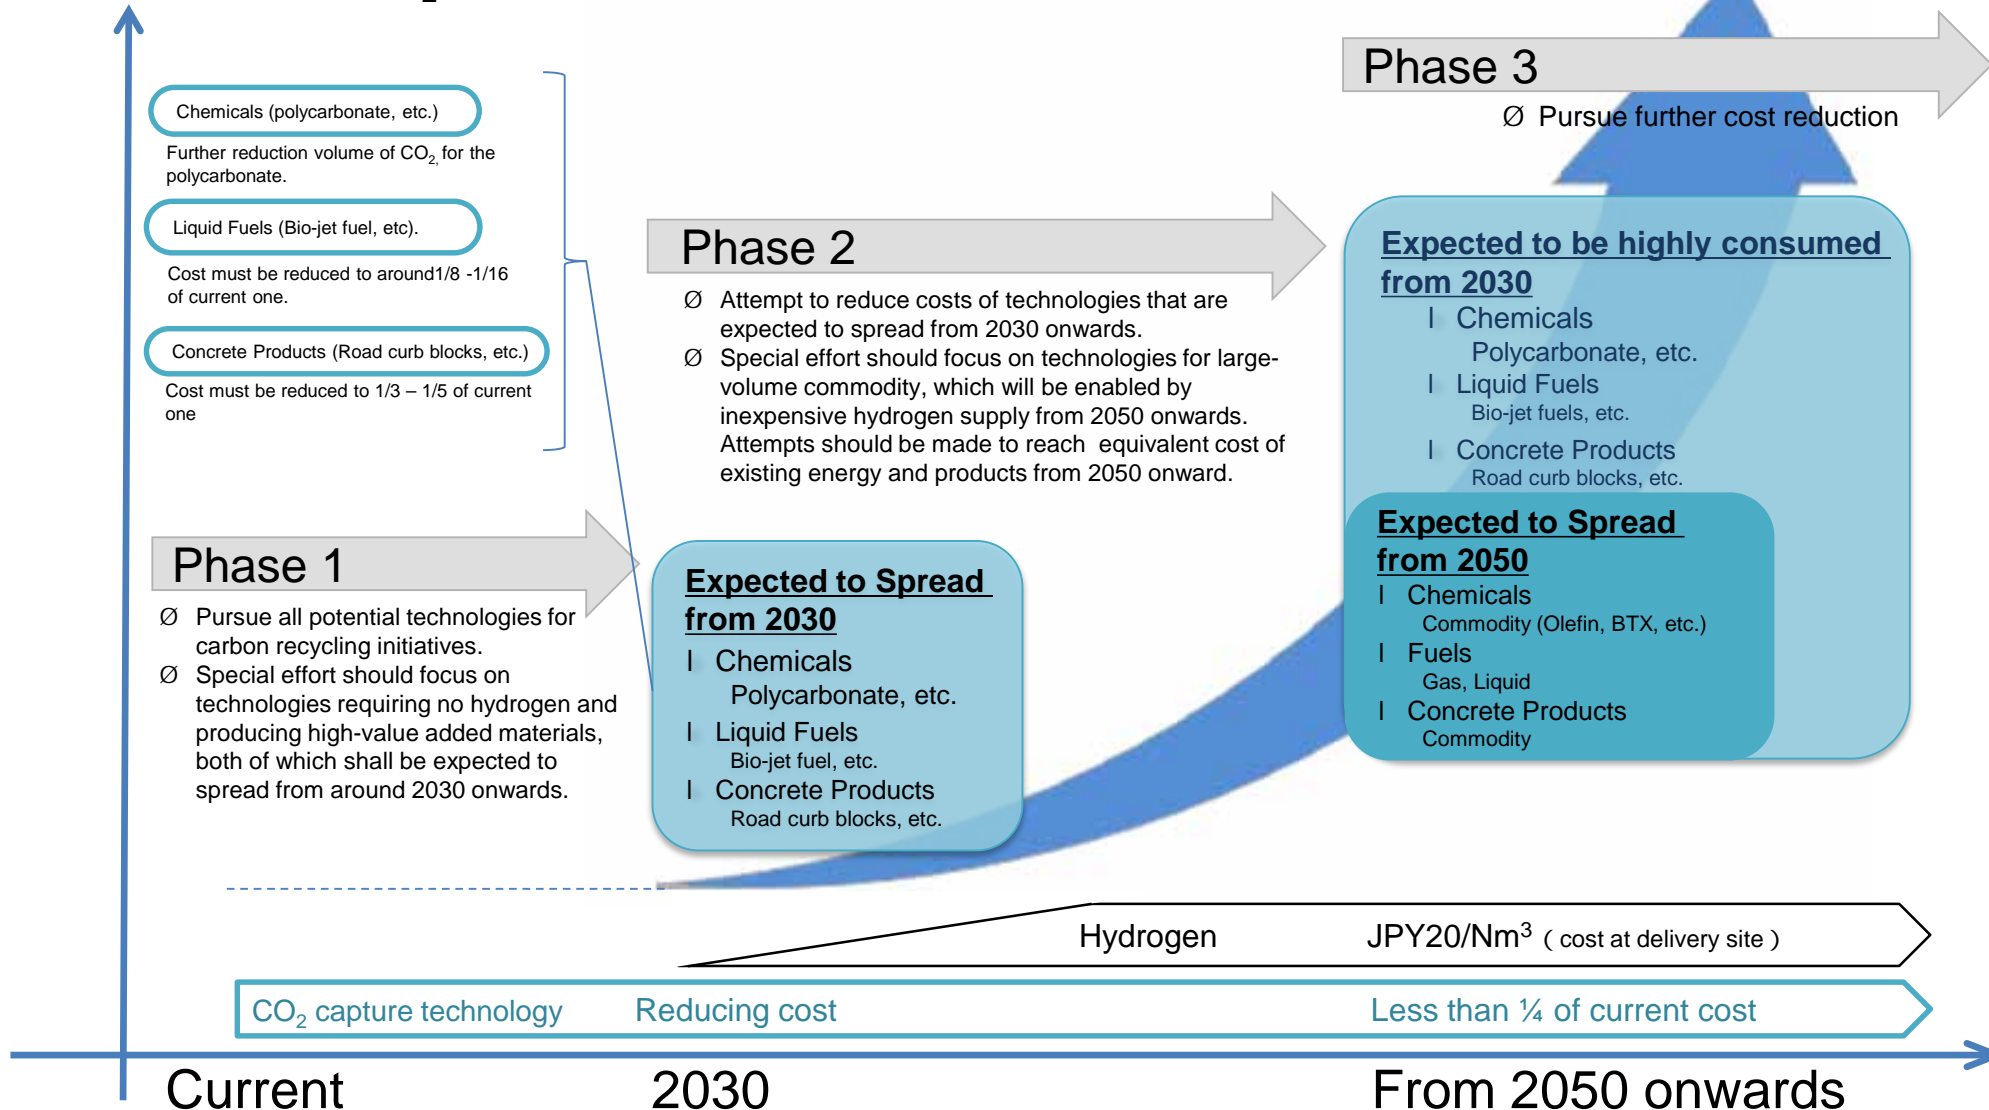 2
Chemicals (polycarbonate, etc.)
Further reduction volume of CO2, for the
polycarbonate.
Liquid Fuels (Bio-jet fuel, etc).
Cost must be reduced to around1/8 -1/16
of current one.
Concrete Products (Road curb blocks, etc.)
Cost must be reduced to 1/3 – 1/5 of current
one
Phase 1
Ø Pursue all potential technologies for
carbon recycling initiatives.
Ø Special effort should focus on
technologies requiring no hydrogen and
producing high-value added materials,
both of which shall be expected to
spread from around 2030 onwards.
Phase 2
Ø Attempt to reduce costs of technologies that are
expected to spread from 2030 onwards.
Ø Special effort should focus on technologies for large-
volume commodity, which will be enabled by
inexpensive hydrogen supply from 2050 onwards.
Attempts should be made to reach equivalent cost of
existing energy and products from 2050 onward.
Expected to Spread
from 2030
l Chemicals
Polycarbonate, etc.
l Liquid Fuels
Bio-jet fuel, etc.
l Concrete Products
Road curb blocks, etc.
Phase 3
Ø Pursue further cost reduction
Expected to be highly consumed
from 2030
l Chemicals
Polycarbonate, etc.
l Liquid Fuels
Bio-jet fuels, etc.
l Concrete Products
Road curb blocks, etc.
Expected to Spread
from 2050
l Chemicals
Commodity (Olefin, BTX, etc.)
l Fuels
Gas, Liquid
l Concrete Products
Commodity
Hydrogen JPY20/Nm3 ( cost at delivery site )
CO2 capture technology Reducing cost Less than ¼ of current cost
Current 2030 From 2050 onwards